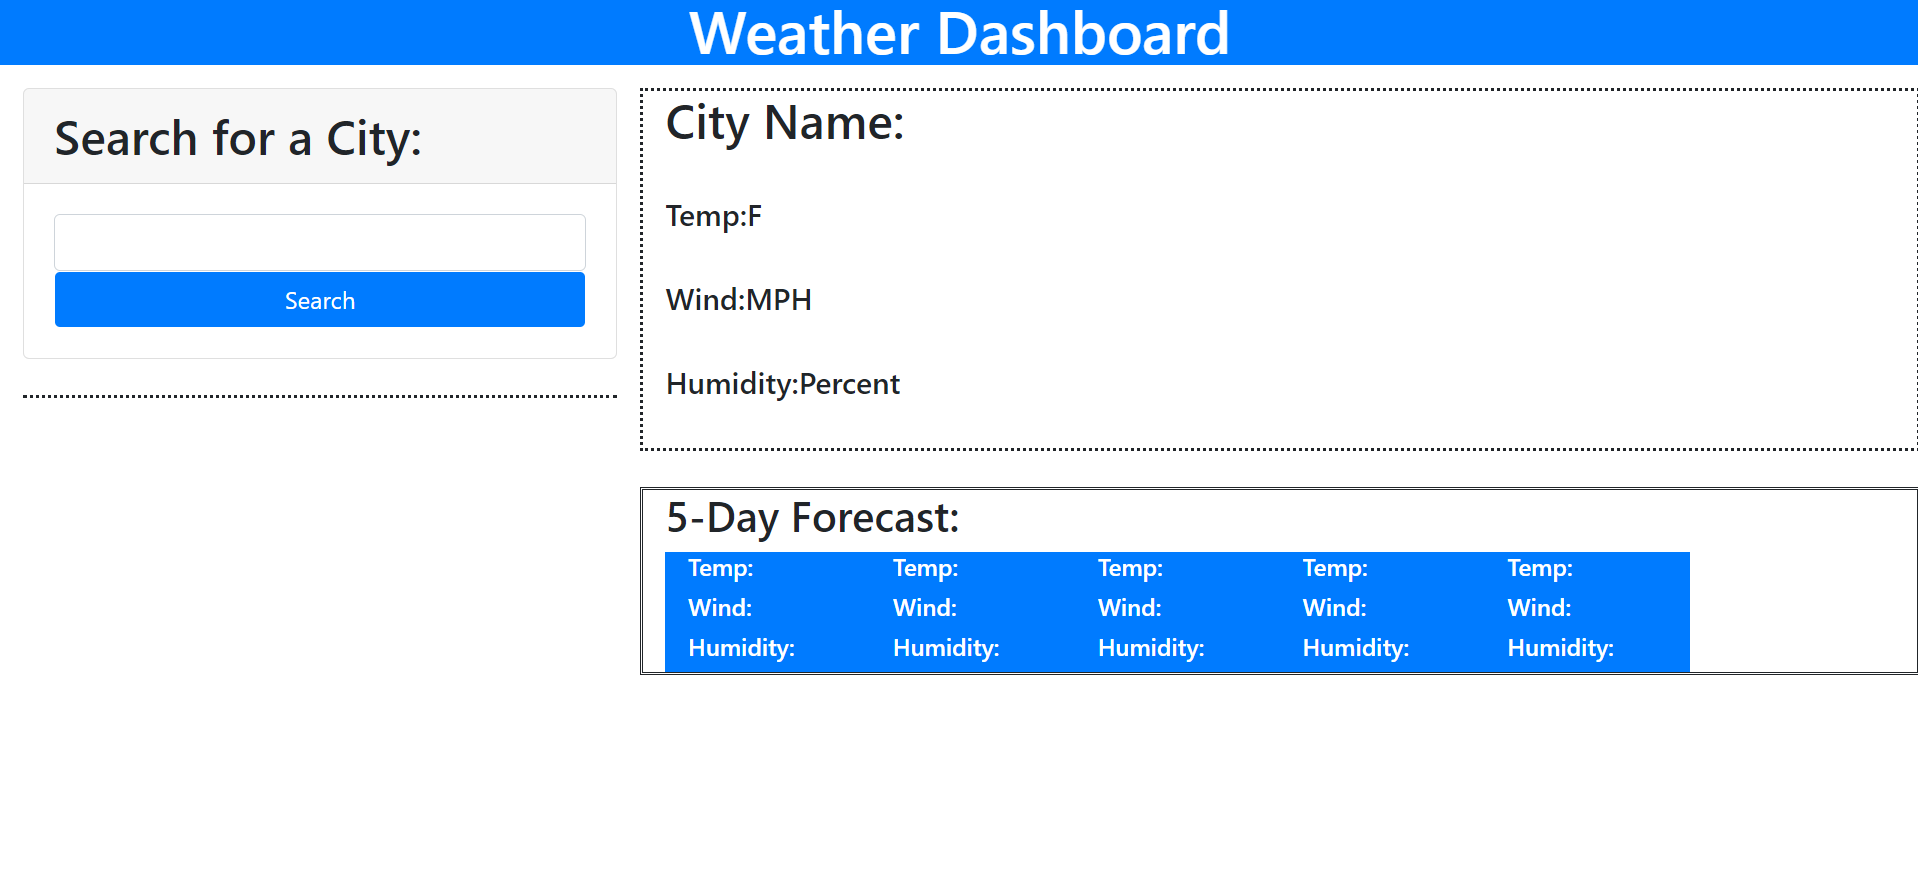 Weather Dashboard
Search for a City:
Search
City Name:
Temp:F
Wind:MPH
Humidity:Percent
5-Day Forecast:
Temp: Temp: Temp: Temp: Temp:
Wind: Wind: Wind: Wind: Wind:
Humidity: Humidity: Humidity: Humidity: Humidity: